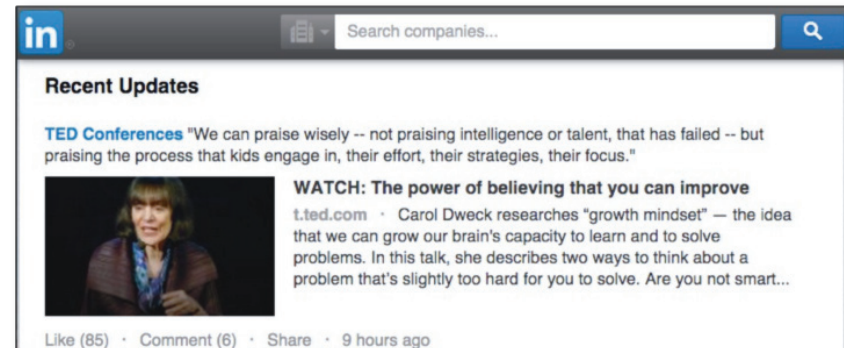 in
Search companies...
Recent Updates
TED Conferences "We can praise wisely -- not praising intelligence or talent, that has failed -- but
praising the process that kids engage in, their effort, their strategies, their focus."
WATCH: The power of believing that you can improve
t.ted.com · Carol Dweck researches “growth mindset” — the idea
that we can grow our brain's capacity to learn and to solve
problems. In this talk, she describes two ways to think about a
problem that's slightly too hard for you to solve. Are you not smart...
Like (85) · Comment (6) · Share · 9 hours ago